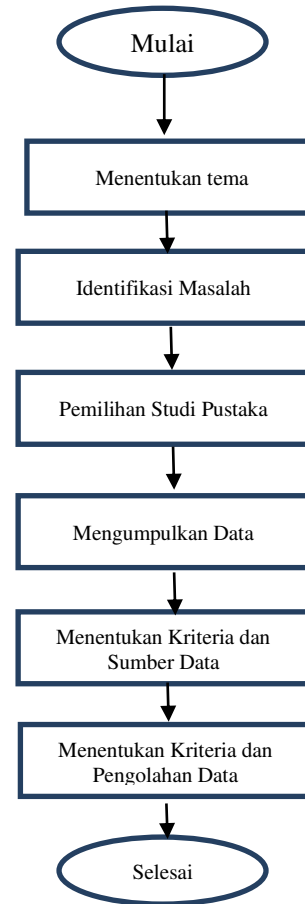 Mulai
Menentukan tema
Identifikasi Masalah
Pemilihan Studi Pustaka
Mengumpulkan Data
Menentukan Kriteria dan
Sumber Data
Menentukan Kriteria dan
Pengolahan Data
Selesai